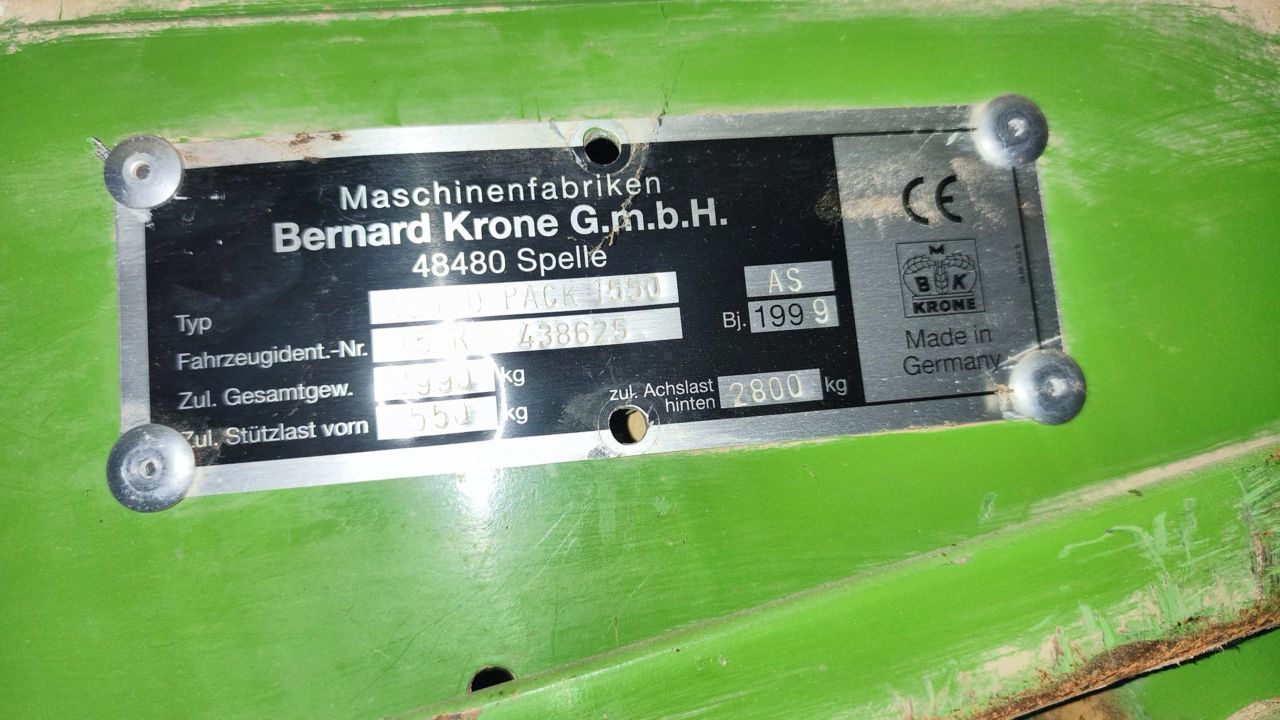 Maschinenfabriken
Bernard Krone G.m.b.H.
48480 Spelle
Typ PACK 1550 AS
Fahrzeugident.-Nr. 438625 Bj. 1999
Zul. Gesamtgew. kg
Zul. Stützlast vorn 550 kg
zul. Achslast hinten 2800 kg
CE
M
B K
KRONE
Made in
Germany